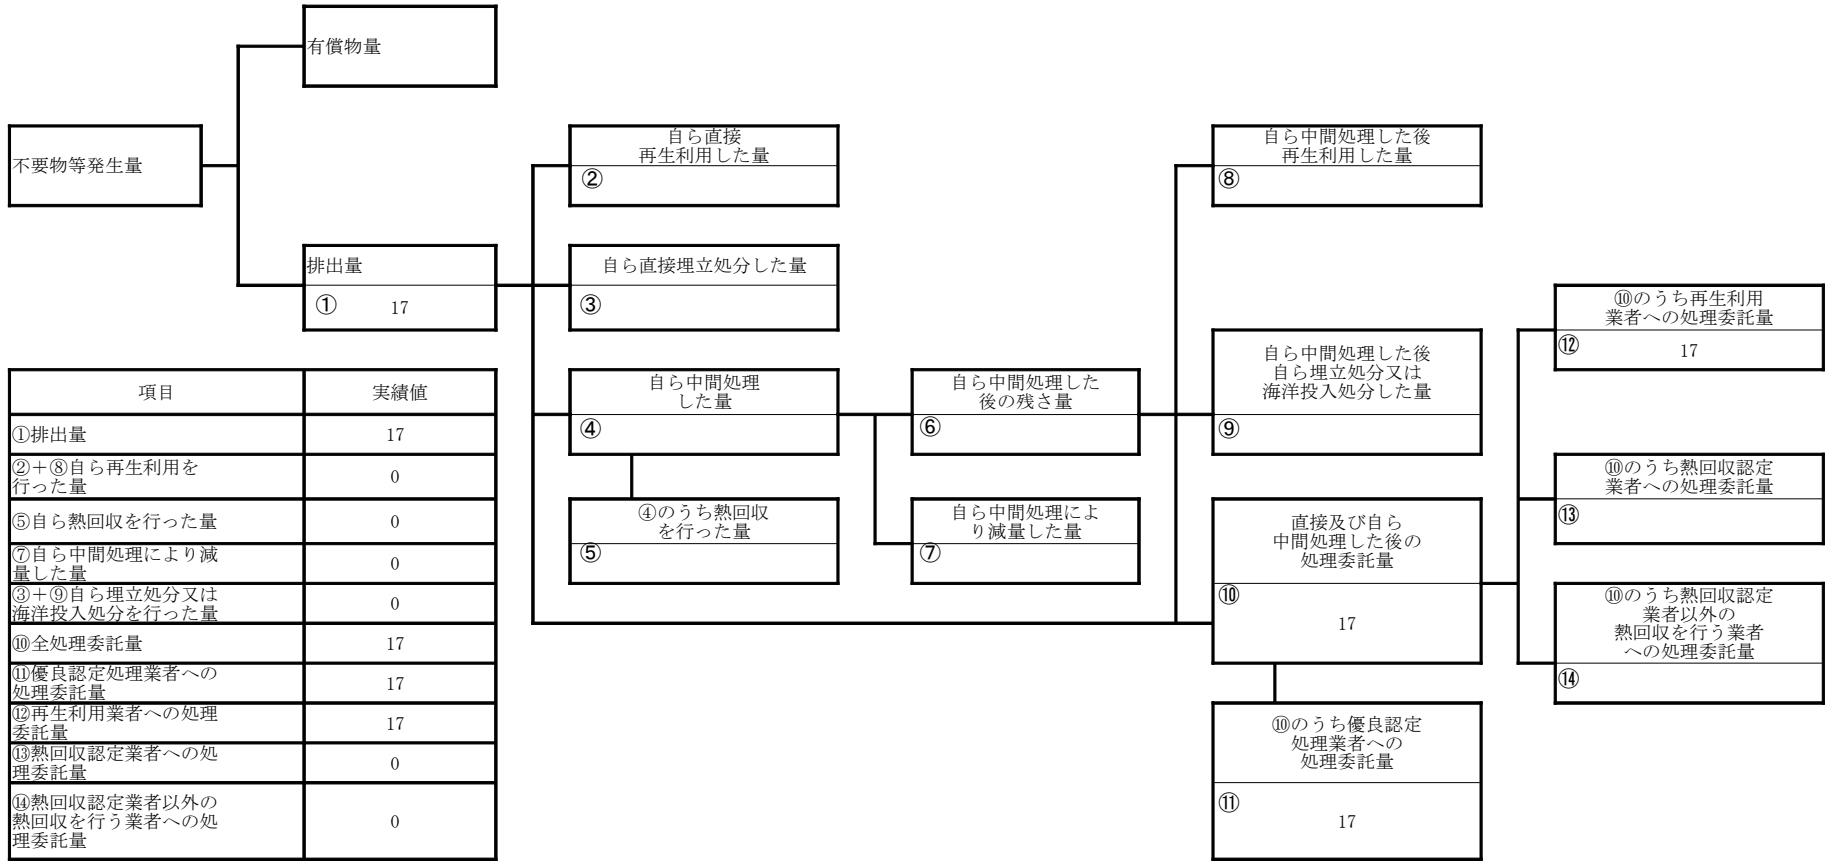 有償物量
不要物等発生量
排出量
①
17
自ら直接
再生利用した量
②
自ら直接埋立処分した量
③
自ら中間処理
した量
④
④のうち熱回収
を行った量
⑤
自ら中間処理した
後の残さ量
⑥
自ら中間処理によ
り減量した量
⑦
自ら中間処理した後
再生利用した量
⑧
自ら中間処理した後
自ら埋立処分又は
海洋投入処分した量
⑨
直接及び自ら
中間処理した後の
処理委託量
⑩
17
⑩のうち優良認定
処理業者への
処理委託量
⑪
17
⑩のうち再生利用
業者への処理委託量
⑫
17
⑩のうち熱回収認定
業者への処理委託量
⑬
⑩のうち熱回収認定
業者以外の
熱回収を行う業者
への処理委託量
⑭
項目 実績値
①排出量 17
②+⑧自ら再生利用を
行った量 0
⑤自ら熱回収を行った量 0
⑦自ら中間処理により減
量した量 0
③+⑨自ら埋立処分又は
海洋投入処分を行った量 0
⑩全処理委託量 17
⑪優良認定処理業者への
処理委託量 17
⑫再生利用業者への処理
委託量 17
⑬熱回収認定業者への処
理委託量 0
⑭熱回収認定業者以外の
熱回収を行う業者への処 0
理委託量